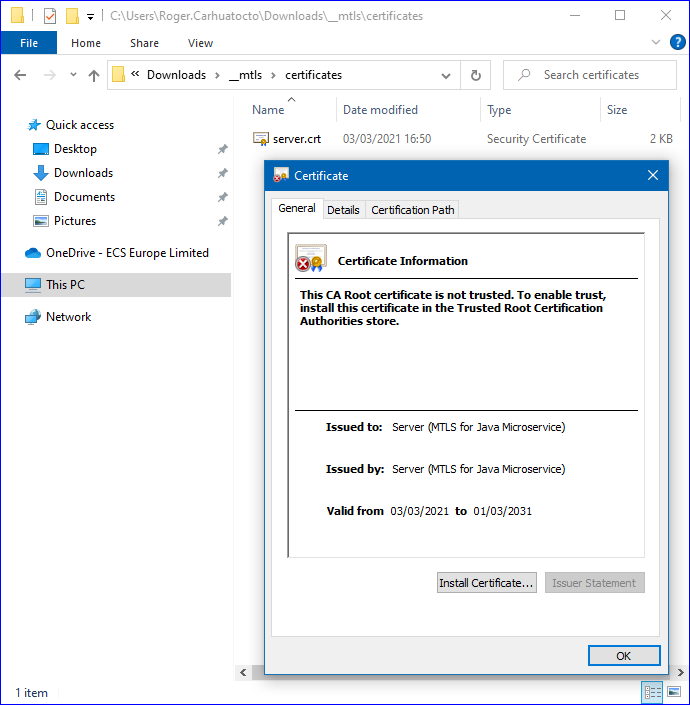 C:\Users\Roger.Carhuatocto\Downloads\__mtls\certificates
File Home Share View
« Downloads › __mtls › certificates
Search certificates
Name Date modified Type Size
Quick access
server.crt 03/03/2021 16:50 Security Certificate 2 KB
Desktop
Downloads
Documents
Pictures
OneDrive - ECS Europe Limited
This PC
Network
Certificate
General Details Certification Path
Certificate Information
This CA Root certificate is not trusted. To enable trust,
install this certificate in the Trusted Root Certification
Authorities store.
Issued to: Server (MTLS for Java Microservice)
Issued by: Server (MTLS for Java Microservice)
Valid from 03/03/2021 to 01/03/2031
Install Certificate... Issuer Statement
OK
1 item